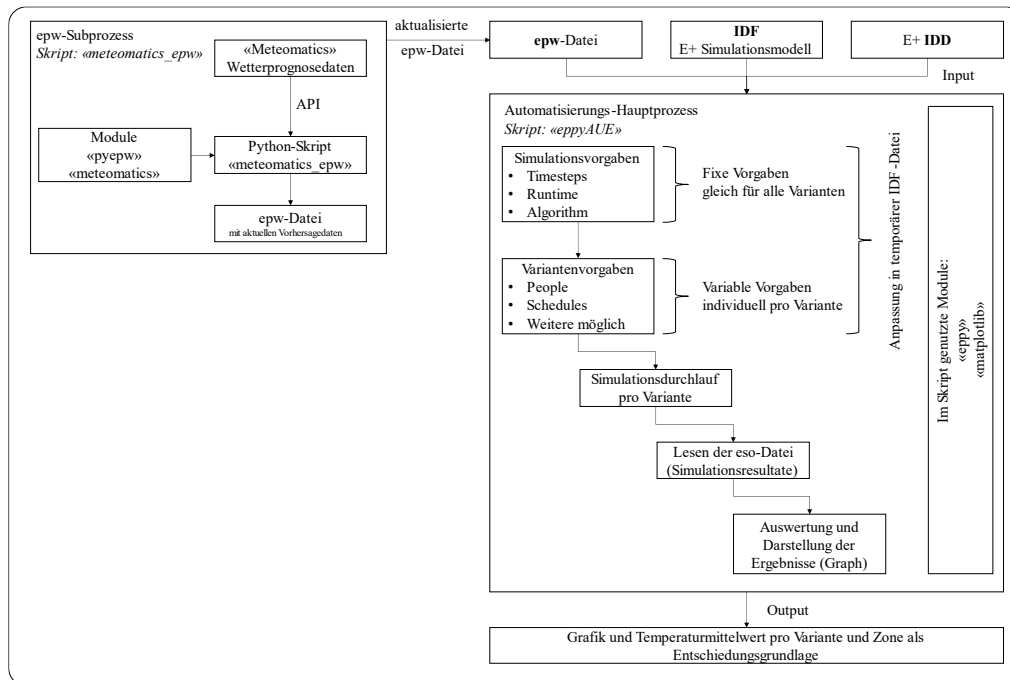 epw-Subprozess
Skript: «meteomatics_epw»
«Meteomatics»
Wetterprognosedaten
API
Module
«pyepw»
«meteomatics»
Python-Skript
«meteomatics_epw»
epw-Datei
mit aktuellen Vorhersagedaten
aktualisierte
epw-Datei
epw-Datei
IDF
E+ Simulationsmodell
E+ IDD
Input
Automatisierungs-Hauptprozess
Skript: «eppyAUE»
Simulationsvorgaben
• Timesteps
• Runtime
• Algorithm
Fixe Vorgaben
gleich für alle Varianten
Variantenvorgaben
• People
• Schedules
• Weitere möglich
Variable Vorgaben
individuell pro Variante
Anpassung in temporärer IDF-Datei
Im Skript genutzte Module:
«eppy»
«matplotlib»
Simulationsdurchlauf
pro Variante
Lesen der eso-Datei
(Simulationsresultate)
Auswertung und
Darstellung der
Ergebnisse (Graph)
Output
Grafik und Temperaturmittelwert pro Variante und Zone als
Entschiedungsgrundlage